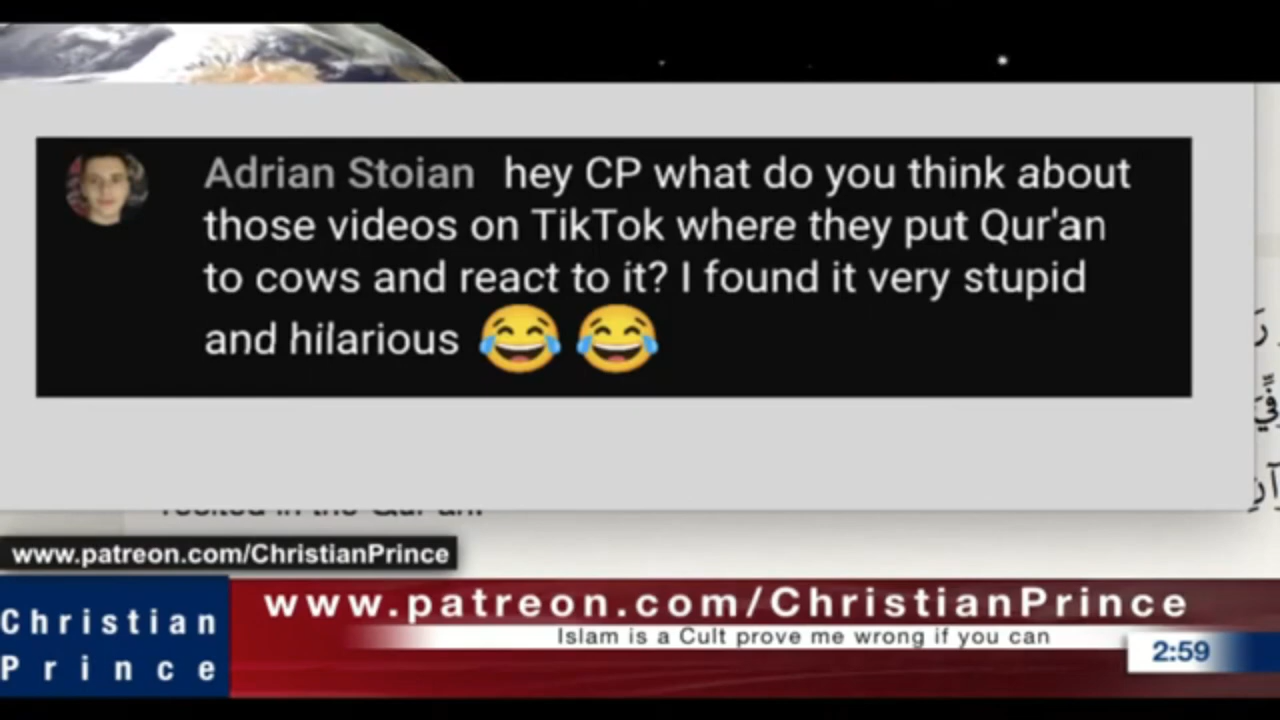 Adrian Stoian hey CP what do you think about
those videos on TikTok where they put Qur'an
to cows and react to it? I found it very stupid
and hilarious 😂 😂
www.patreon.com/ChristianPrince
Christian
Prince
www.patreon.com/ChristianPrince
Islam is a Cult prove me wrong if you can
2:59